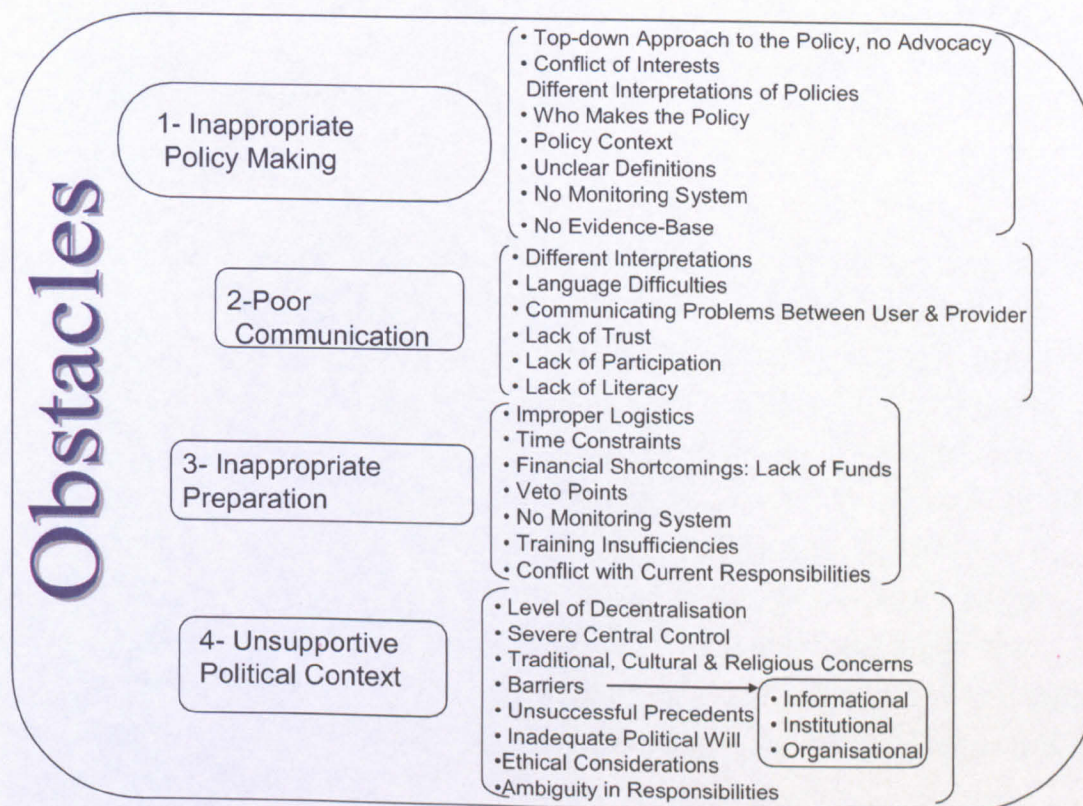 Obstacles
1- Inappropriate
Policy Making
• Top-down Approach to the Policy, no Advocacy
• Conflict of Interests
Different Interpretations of Policies
• Who Makes the Policy
• Policy Context
• Unclear Definitions
• No Monitoring System
• No Evidence-Base
2-Poor
Communication
• Different Interpretations
• Language Difficulties
• Communicating Problems Between User & Provider
• Lack of Trust
• Lack of Participation
• Lack of Literacy
3- Inappropriate
Preparation
• Improper Logistics
• Time Constraints
• Financial Shortcomings: Lack of Funds
• Veto Points
• No Monitoring System
• Training Insufficiencies
• Conflict with Current Responsibilities
4- Unsupportive
Political Context
• Level of Decentralisation
• Severe Central Control
• Traditional, Cultural & Religious Concerns
• Barriers
• Informational
• Institutional
• Organisational
• Unsuccessful Precedents
• Inadequate Political Will
•Ethical Considerations
•Ambiguity in Responsibilities